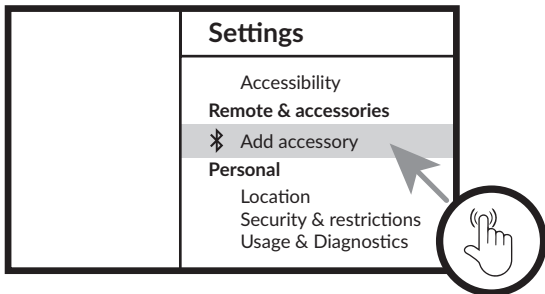 Settings
Accessibility
Remote & accessories
Add accessory
Personal
Location
Security & restrictions
Usage & Diagnostics